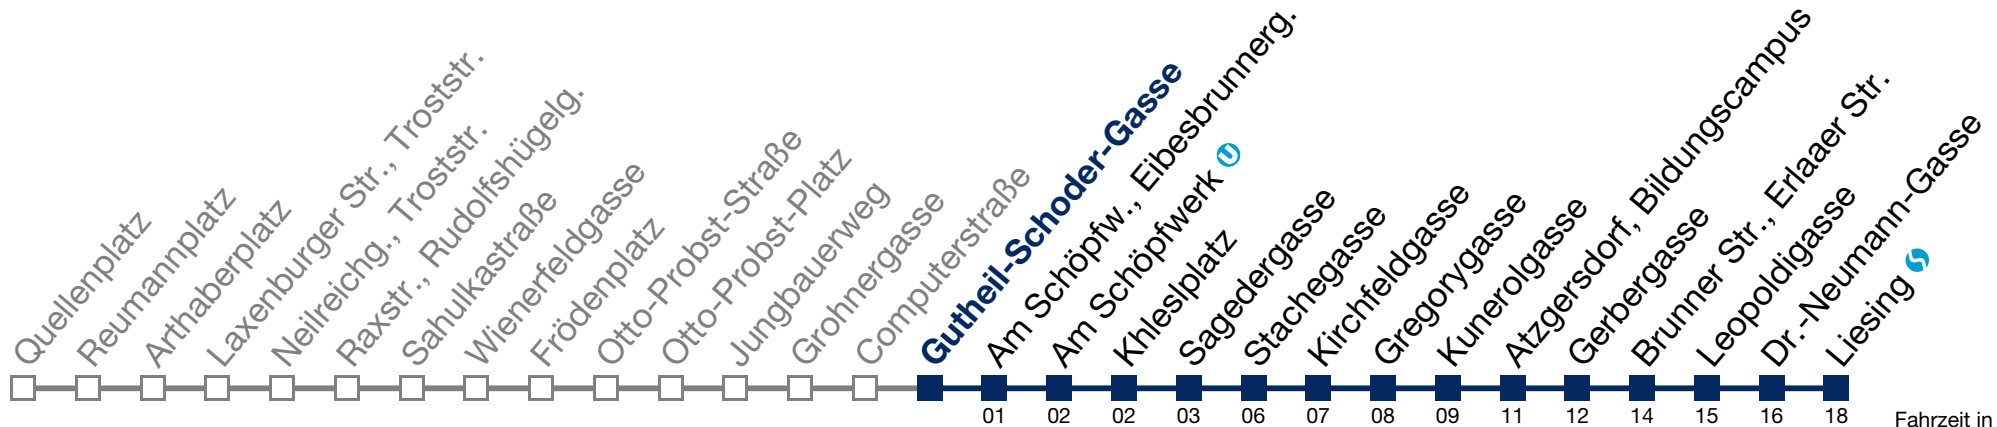 Quellenplatz
Reumannplatz
Arthaberplatz
Laxenburger Str., Troststr.
Neilreichg., Troststr.
Raxstr., Rudolfshügelg.
Sahulkastraße
Wienerfeldgasse
Frödenplatz
Otto-Probst-Straße
Otto-Probst-Platz
Jungbauerweg
Grohnergasse
Computerstraße
Gutheil-Schoder-Gasse
Am Schöpfw., Eibesbrunnerg.
Am Schöpfwerk U
Khleslplatz
Sagedergasse
Stachegasse
Kirchfeldgasse
Gregorygasse
Kunerolgasse
Atzgersdorf, Bildungscampus
Gerbergasse
Brunner Str., Erlaaer Str.
Leopoldigasse
Dr.-Neumann-Gasse
Liesing S
01 02 02 03 06 07 08 09 11 12 14 15 16 18 Fahrzeit in